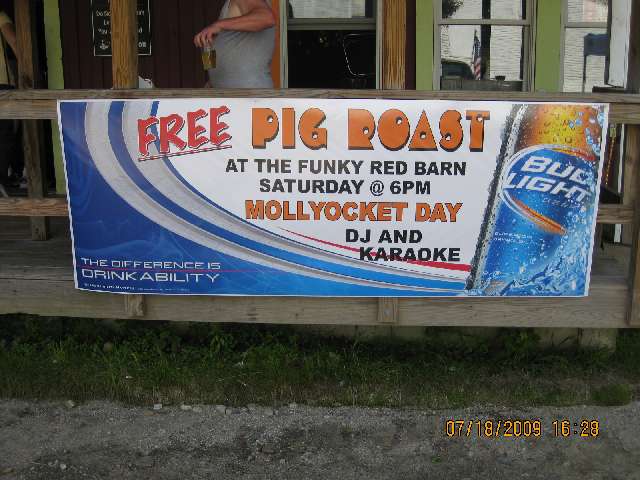 FREE PIG ROAST
AT THE FUNKY RED BARN
SATURDAY @ 6PM
MOLLYOCKET DAY
DJ AND
KARAOKE
THE DIFFERENCE IS
DRINKABILITY
BUD
LIGHT
07/18/2009 16:28